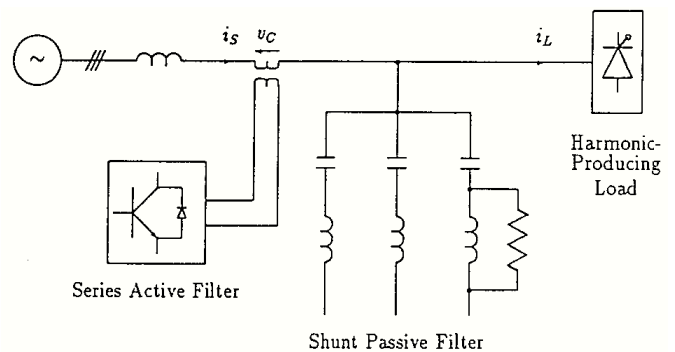 i_S
v_C
i_L
~
Harmonic-
Producing
Load
Series Active Filter
Shunt Passive Filter